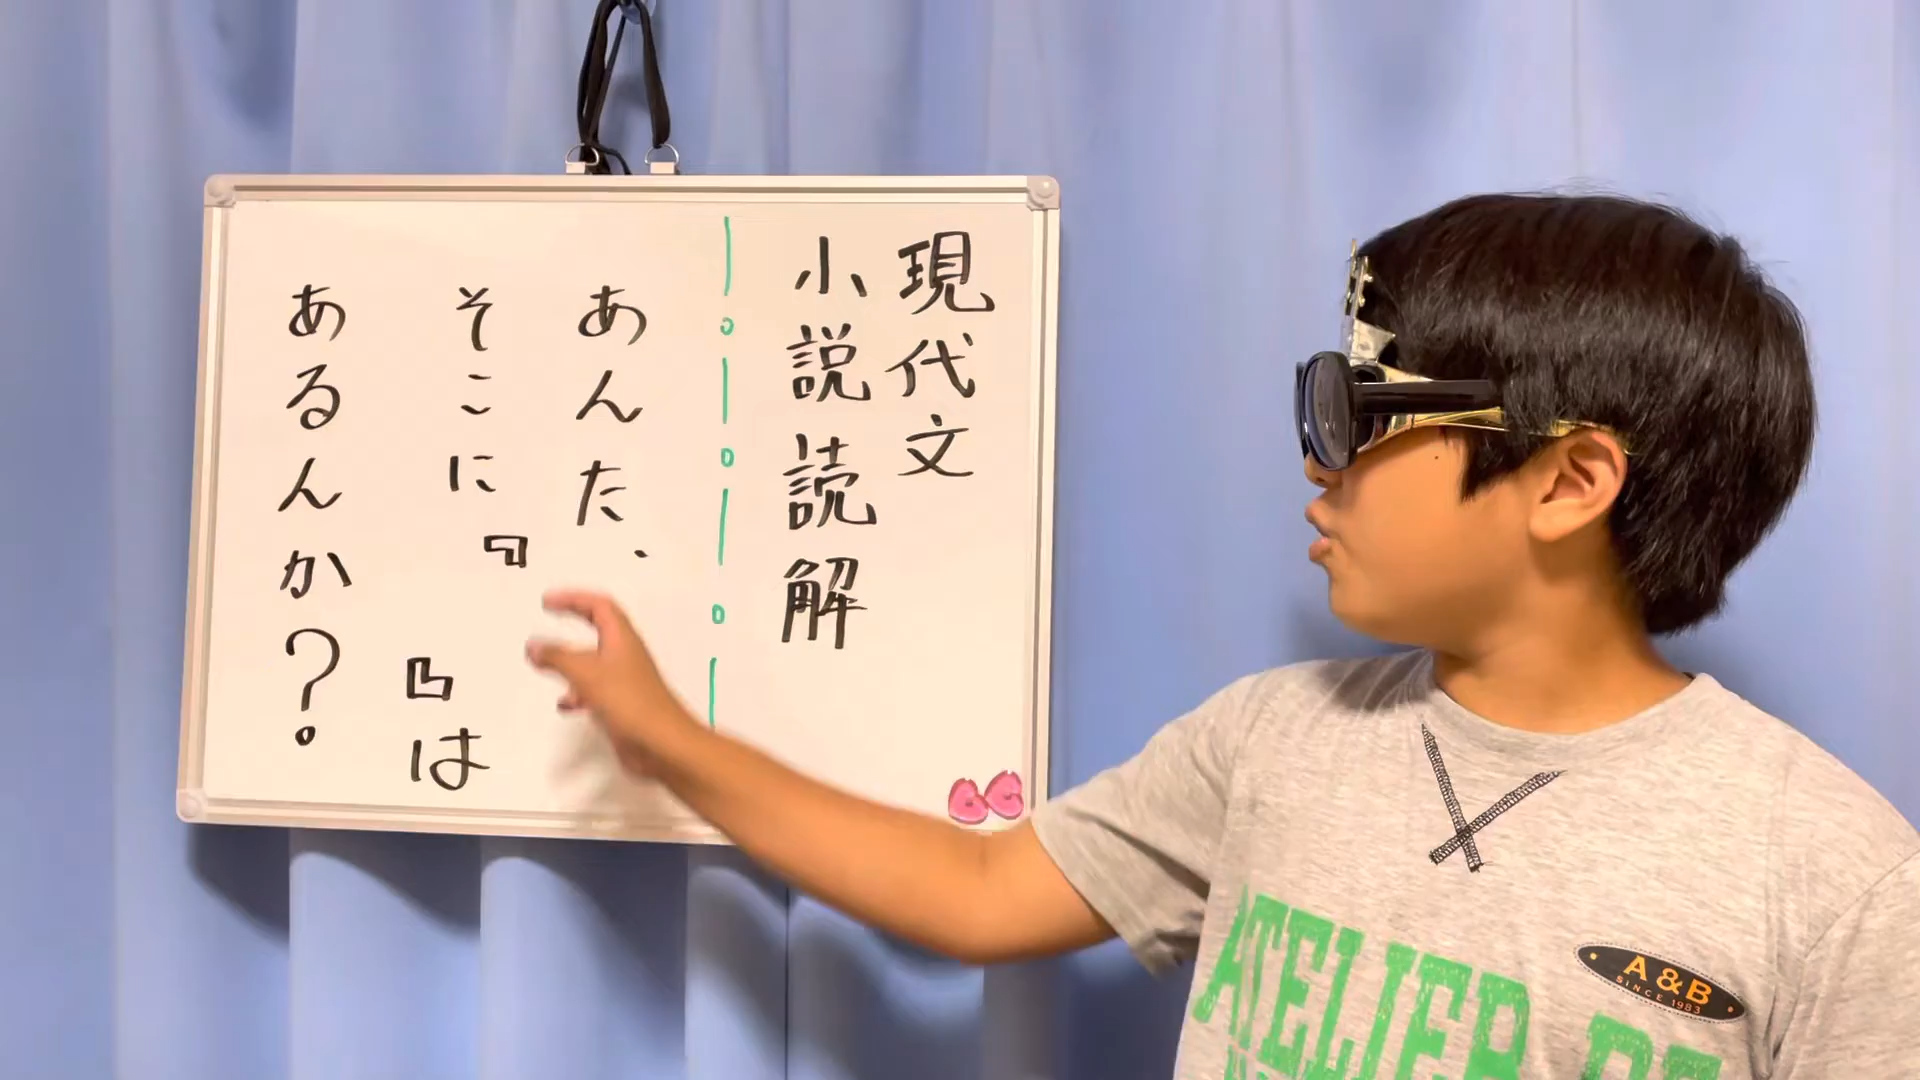 現代文
小説読解
あんた、
そこに『 』は
あるんか?。
ATELIER
A&B
SINCE 1983